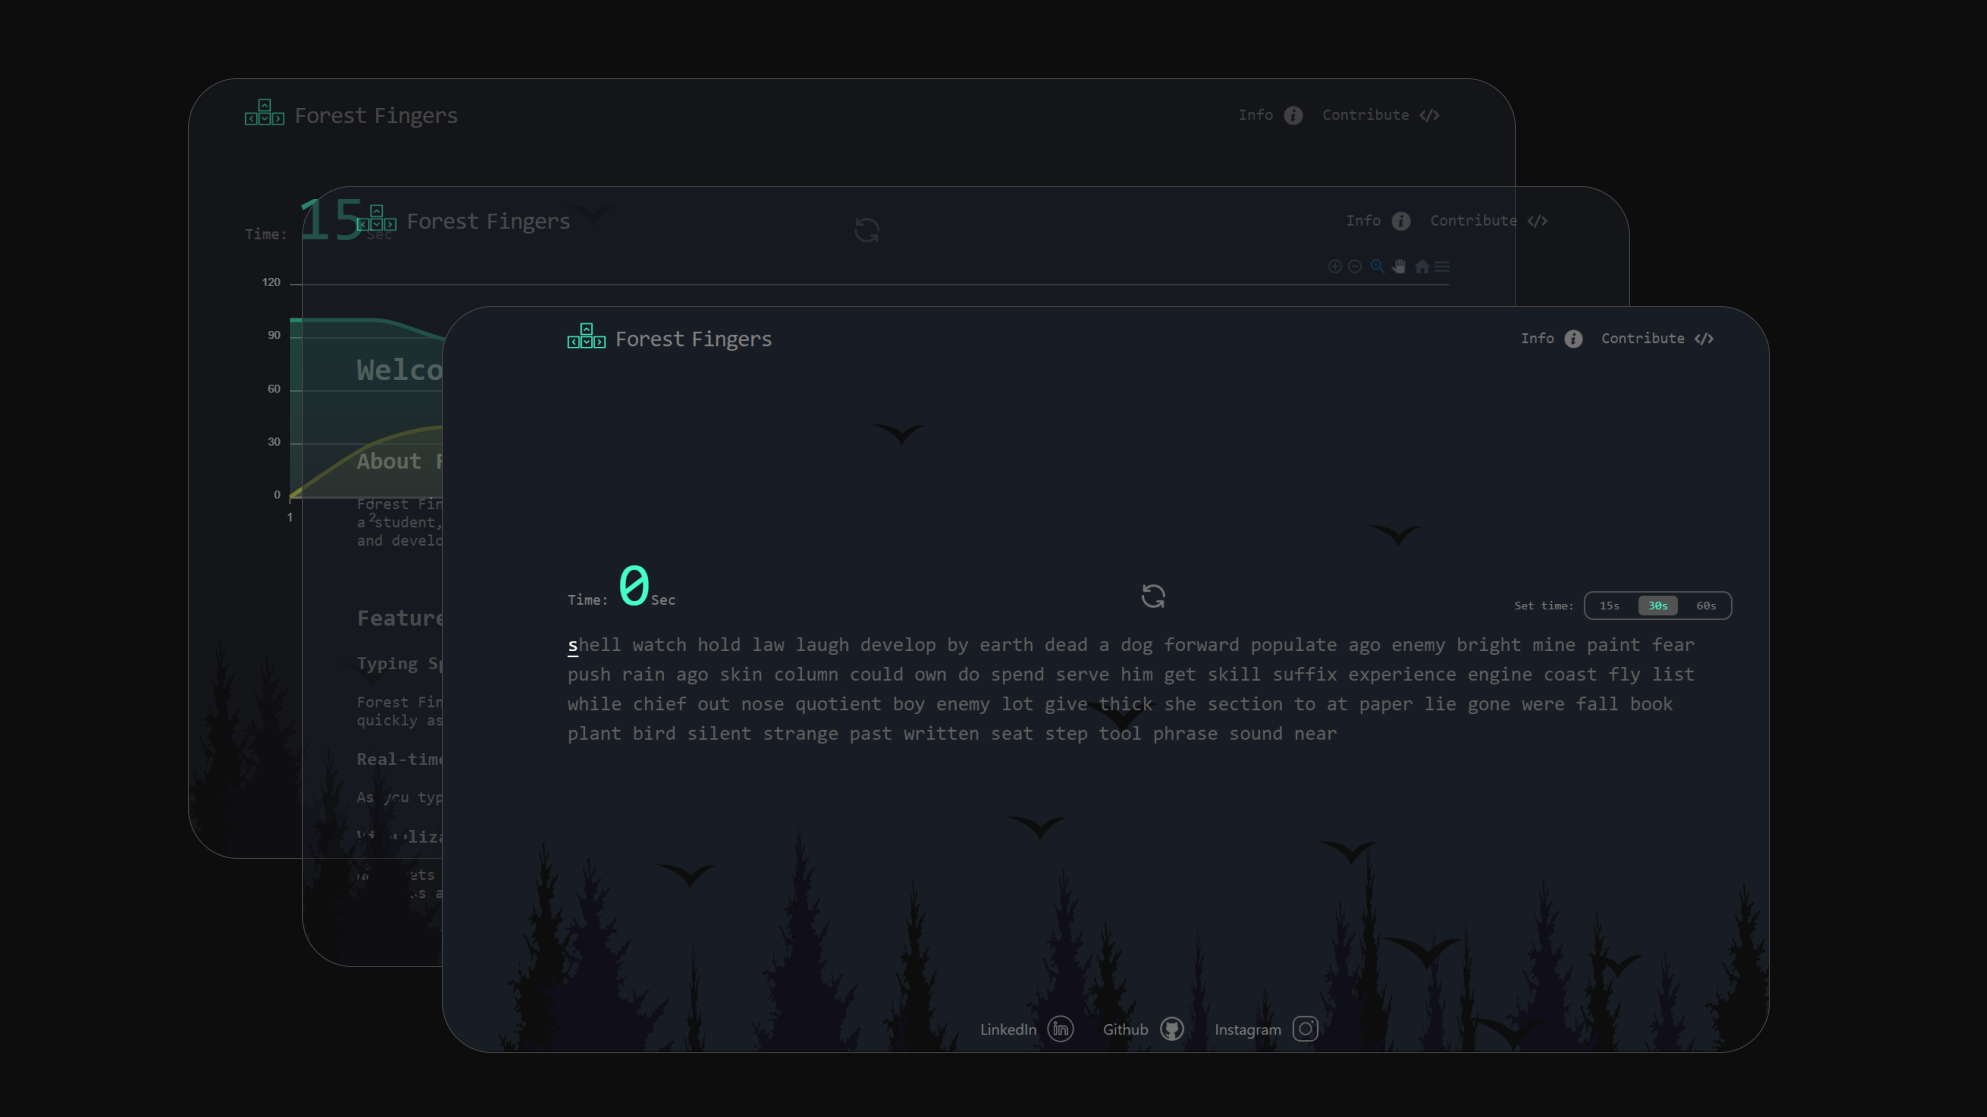 Forest Fingers
Info Contribute </>
Time: 15 Sec
120
90
60
30
0
1
2
Forest Fingers
Info Contribute </>
Welco
About F
Forest Fin
a student,
and develo
Feature
Typing Sp
Forest Fin
quickly as
Real-time
As you typ
Forest Fingers
Info Contribute </>
Time: 0 Sec
Set time: 15s 30s 60s
shell watch hold law laugh develop by earth dead a dog forward populate ago enemy bright mine paint fear
push rain ago skin column could own do spend serve him get skill suffix experience engine coast fly list
while chief out nose quotient boy enemy lot give thick she section to at paper lie gone were fall book
plant bird silent strange past written seat step tool phrase sound near
LinkedIn in Github Instagram